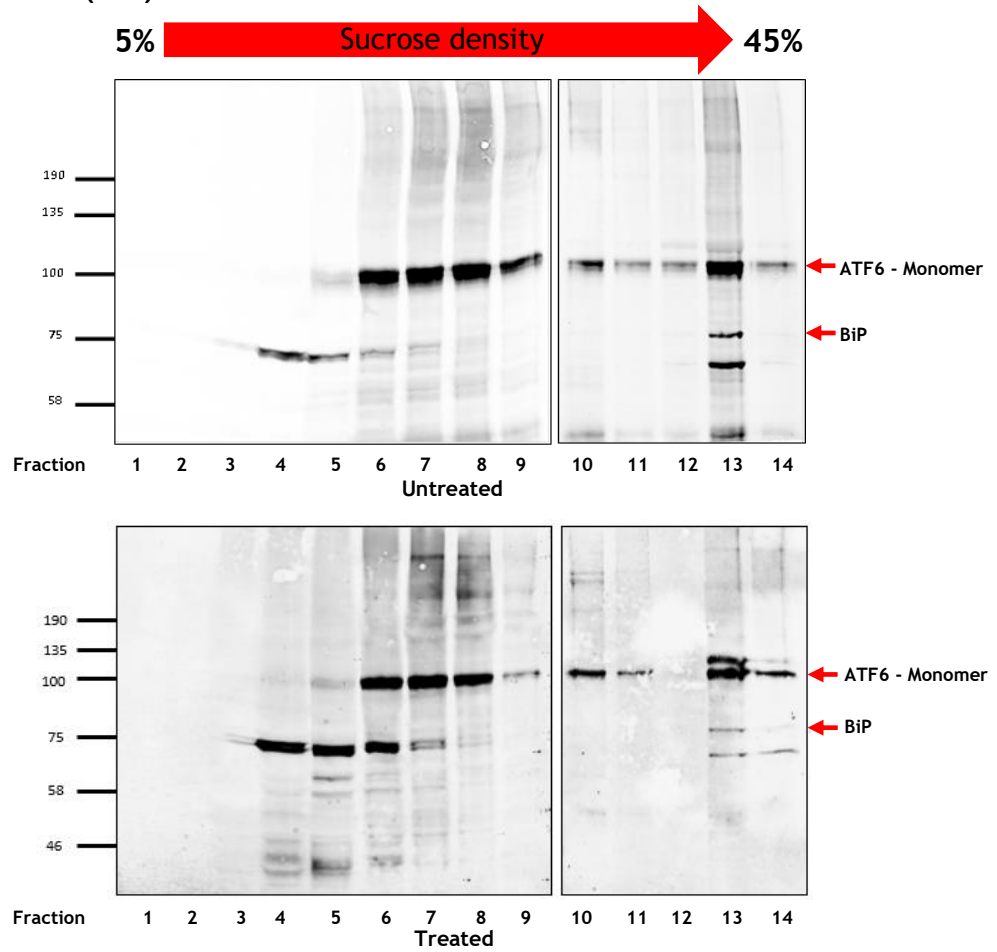 5% Sucrose density 45%
190
135
100
75
58
ATF6 - Monomer
BiP
Fraction 1 2 3 4 5 6 7 8 9 10 11 12 13 14
Untreated
190
135
100
75
58
46
ATF6 - Monomer
BiP
Fraction 1 2 3 4 5 6 7 8 9 10 11 12 13 14
Treated